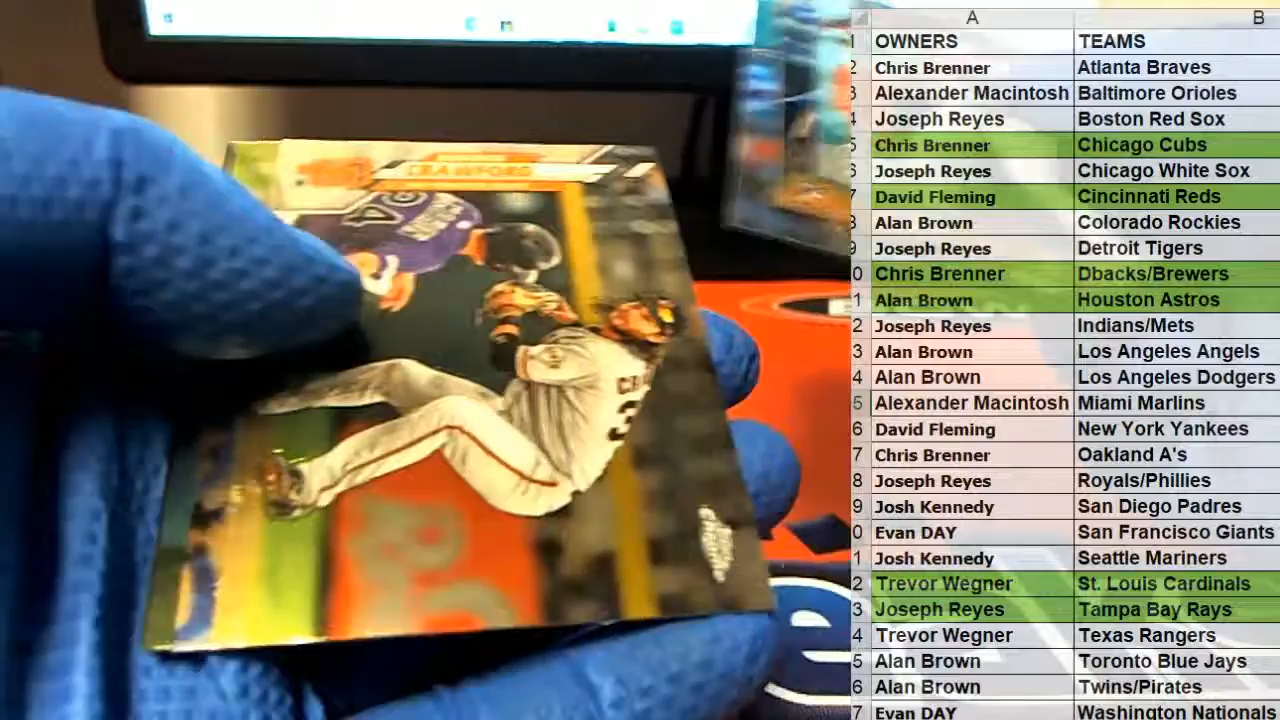 CRAWFORD
CRA
3
A B
1 OWNERS TEAMS
2 Chris Brenner Atlanta Braves
3 Alexander Macintosh Baltimore Orioles
4 Joseph Reyes Boston Red Sox
5 Chris Brenner Chicago Cubs
6 Joseph Reyes Chicago White Sox
7 David Fleming Cincinnati Reds
8 Alan Brown Colorado Rockies
9 Joseph Reyes Detroit Tigers
0 Chris Brenner Dbacks/Brewers
1 Alan Brown Houston Astros
2 Joseph Reyes Indians/Mets
3 Alan Brown Los Angeles Angels
4 Alan Brown Los Angeles Dodgers
5 Alexander Macintosh Miami Marlins
6 David Fleming New York Yankees
7 Chris Brenner Oakland A's
8 Joseph Reyes Royals/Phillies
9 Josh Kennedy San Diego Padres
0 Evan DAY San Francisco Giants
1 Josh Kennedy Seattle Mariners
2 Trevor Wegner St. Louis Cardinals
3 Joseph Reyes Tampa Bay Rays
4 Trevor Wegner Texas Rangers
5 Alan Brown Toronto Blue Jays
6 Alan Brown Twins/Pirates
7 Evan DAY Washington Nationals